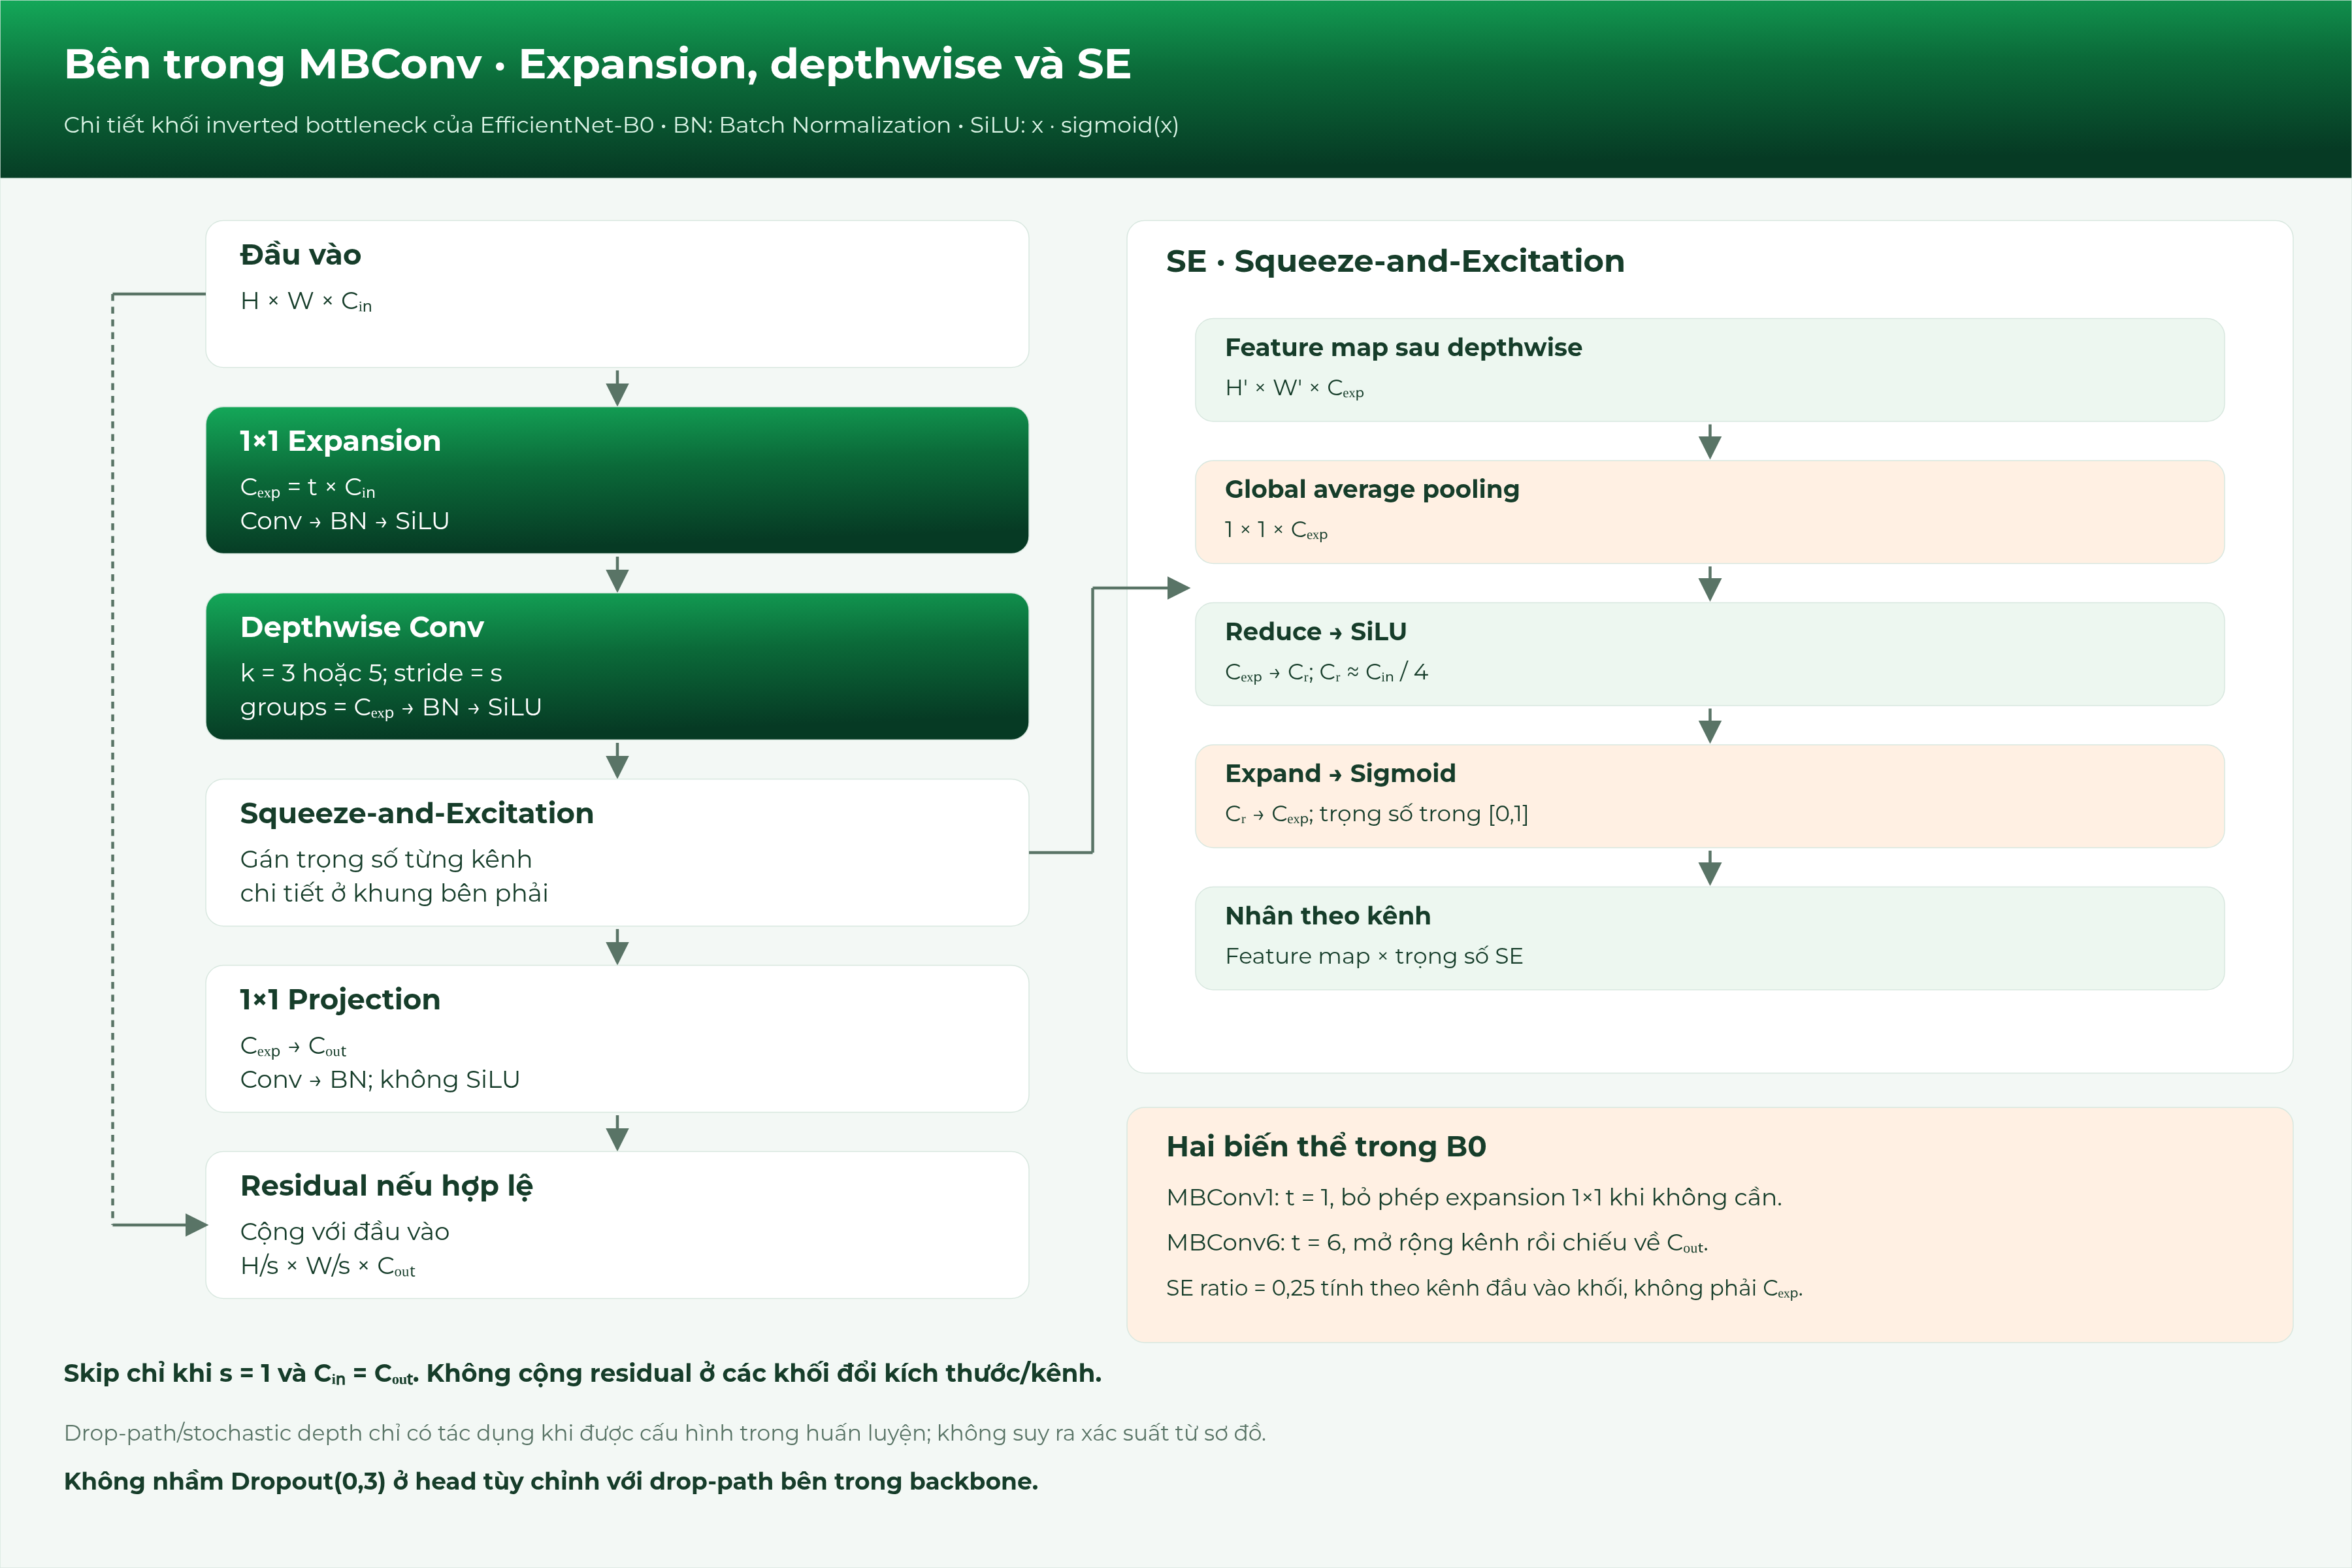 Bên trong MBConv · Expansion, depthwise và SE
Chi tiết khối inverted bottleneck của EfficientNet-B0 • BN: Batch Normalization • SiLU: x · sigmoid(x)
Đầu vào
H × W × Cᵢₙ
1×1 Expansion
Cₑₓₚ = t × Cᵢₙ
Conv → BN → SiLU
Depthwise Conv
k = 3 hoặc 5; stride = s
groups = Cₑₓₚ → BN → SiLU
Squeeze-and-Excitation
Gán trọng số từng kênh
chi tiết ở khung bên phải
1×1 Projection
Cₑₓₚ → Cₒᵤₜ
Conv → BN; không SiLU
Residual nếu hợp lệ
Cộng với đầu vào
H/s × W/s × Cₒᵤₜ
SE · Squeeze-and-Excitation
Feature map sau depthwise
H' × W' × Cₑₓₚ
Global average pooling
1 × 1 × Cₑₓₚ
Reduce → SiLU
Cₑₓₚ → Cᵣ; Cᵣ ≈ Cᵢₙ / 4
Expand → Sigmoid
Cᵣ → Cₑₓₚ; trọng số trong [0,1]
Nhân theo kênh
Feature map × trọng số SE
Hai biến thể trong B0
MBConv1: t = 1, bỏ phép expansion 1×1 khi không cần.
MBConv6: t = 6, mở rộng kênh rồi chiếu về Cₒᵤₜ.
SE ratio = 0,25 tính theo kênh đầu vào khối, không phải Cₑₓₚ.
Skip chỉ khi s = 1 và Cᵢₙ = Cₒᵤₜ. Không cộng residual ở các khối đổi kích thước/kênh.
Drop-path/stochastic depth chỉ có tác dụng khi được cấu hình trong huấn luyện; không suy ra xác suất từ sơ đồ.
Không nhầm Dropout(0,3) ở head tùy chỉnh với drop-path bên trong backbone.